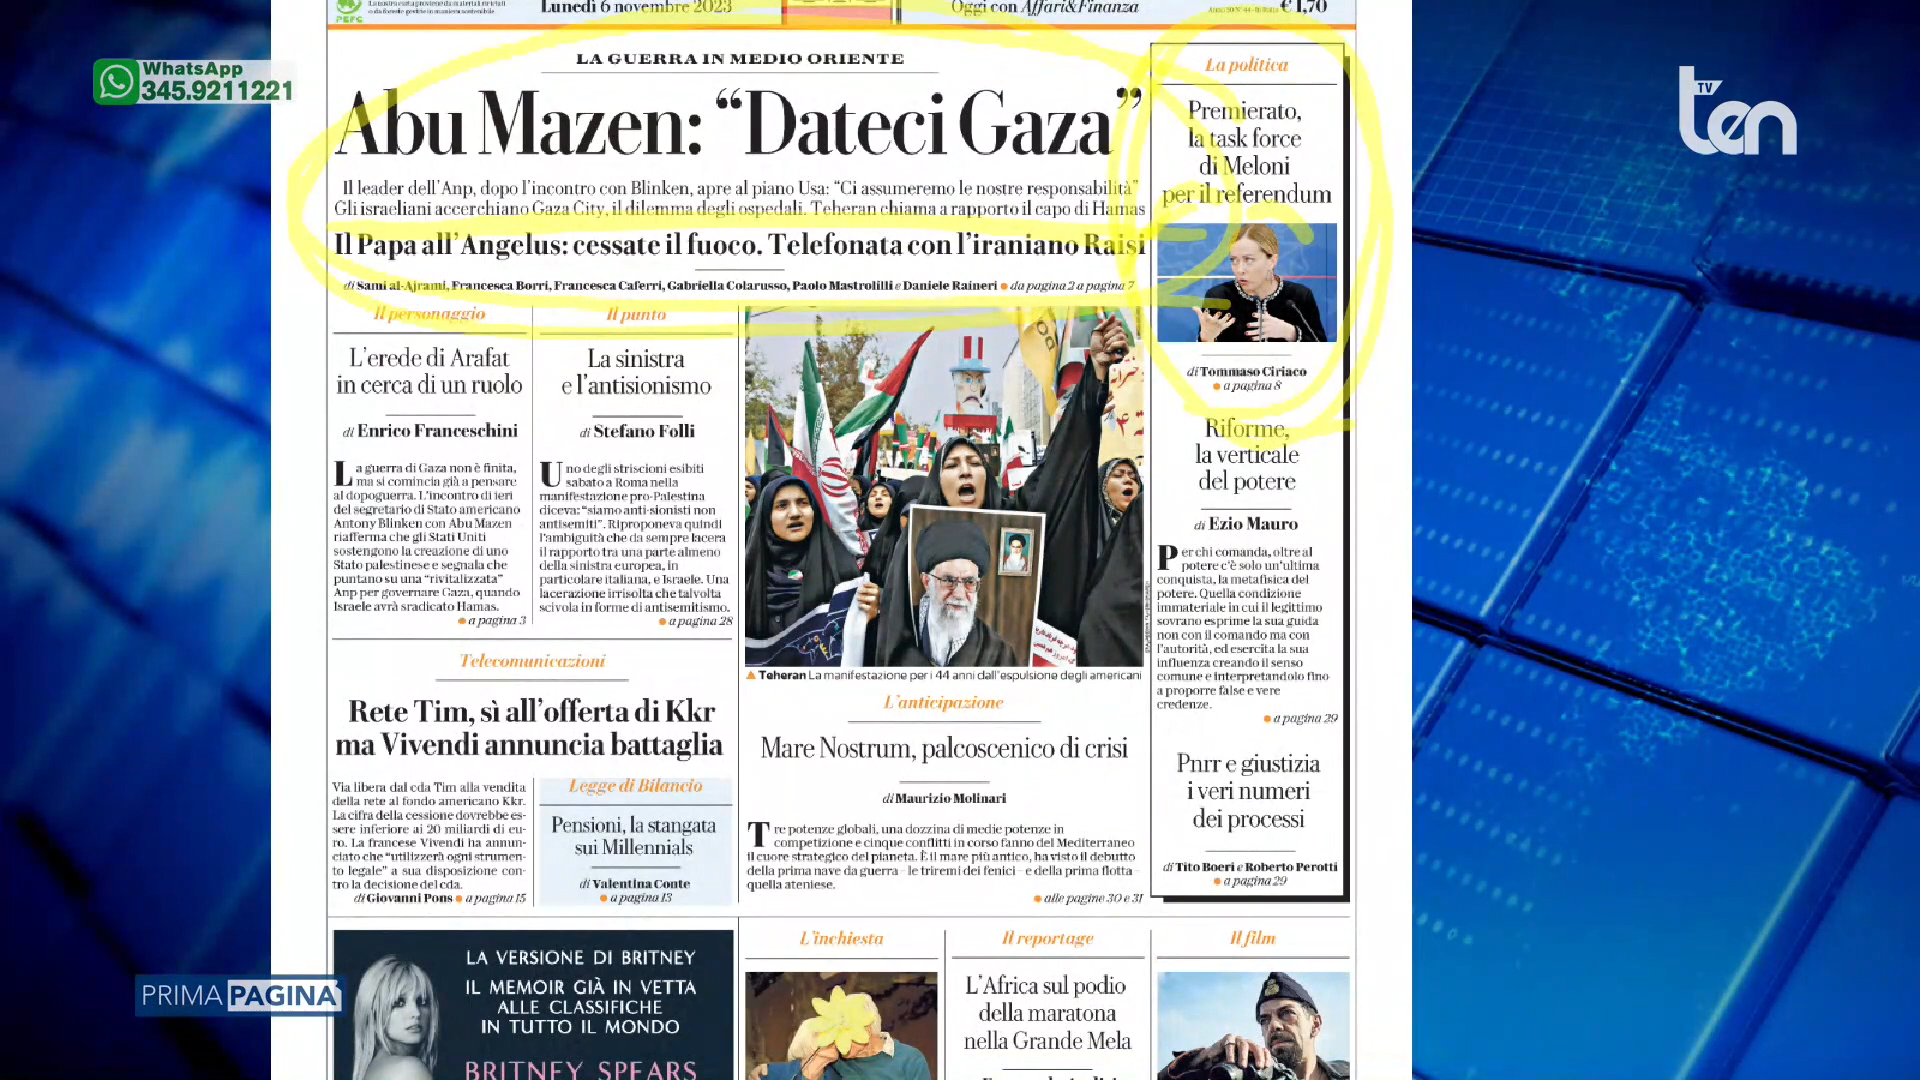 Lunedì 6 novembre 2023
Oggi con Affari&Finanza
€ 1,70
WhatsApp
345.9211221
TV
ten
LA GUERRA IN MEDIO ORIENTE
Abu Mazen: “Dateci Gaza”
Il leader dell’Anp, dopo l’incontro con Blinken, apre al piano Usa: “Ci assumeremo le nostre responsabilità”
Gli israeliani accerchiano Gaza City, il dilemma degli ospedali. Teheran chiama a rapporto il capo di Hamas
Il Papa all’Angelus: cessate il fuoco. Telefonata con l’iraniano Raisi
di Sami al-Ajrami, Francesca Borri, Francesca Caferri, Gabriella Colarusso, Paolo Mastrolilli e Daniele Raineri ● da pagina 2 a pagina 7
Il personaggio
L’erede di Arafat
in cerca di un ruolo
di Enrico Franceschini
La guerra di Gaza non è finita,
ma si comincia già a pensare
al dopoguerra. L’incontro di ieri
del segretario di Stato americano
Antony Blinken con Abu Mazen
riafferma che gli Stati Uniti
sostengono la creazione di uno
Stato palestinese e segnala che
puntano su una “rivitalizzata”
Anp per governare Gaza, quando
Israele avrà sradicato Hamas.
● a pagina 3
Il punto
La sinistra
e l’antisionismo
di Stefano Folli
Uno degli striscioni esibiti
sabato a Roma nella
manifestazione pro-Palestina
diceva: “siamo anti-sionisti non
antisemiti”. Riproponeva quindi
l’ambiguità che da sempre lacera
il rapporto tra una parte almeno
della sinistra europea, in
particolare italiana, e Israele. Una
lacerazione irrisolta che talvolta
scivola in forme di antisemitismo.
● a pagina 28
▲ Teheran La manifestazione per i 44 anni dall’espulsione degli americani
La politica
Premierato,
la task force
di Meloni
per il referendum
di Tommaso Ciriaco
● a pagina 8
Riforme,
la verticale
del potere
di Ezio Mauro
Per chi comanda, oltre al
potere c’è solo un’ultima
conquista, la metafisica del
potere. Quella condizione
immateriale in cui il legittimo
sovrano esprime la sua guida
non con il comando ma con
l’autorità, ed esercita la sua
influenza creando il senso
comune e interpretandolo fino
a proporre false e vere
credenze.
● a pagina 29
Pnrr e giustizia
i veri numeri
dei processi
di Tito Boeri e Roberto Perotti
● a pagina 29
Telecomunicazioni
Rete Tim, sì all’offerta di Kkr
ma Vivendi annuncia battaglia
Via libera dal cda Tim alla vendita
della rete al fondo americano Kkr.
La cifra della cessione dovrebbe es-
sere inferiore ai 20 miliardi di eu-
ro. La francese Vivendi ha annun-
ciato che “utilizzerà ogni strumen-
to legale” a sua disposizione con-
tro la decisione del cda.
di Giovanni Pons ● a pagina 15
Legge di Bilancio
Pensioni, la stangata
sui Millennials
di Valentina Conte
● a pagina 13
L’anticipazione
Mare Nostrum, palcoscenico di crisi
di Maurizio Molinari
Tre potenze globali, una dozzina di medie potenze in
competizione e cinque conflitti in corso fanno del Mediterraneo
il cuore strategico del pianeta. È il mare più antico, ha visto il debutto
della prima nave da guerra – le triremi dei fenici – e della prima flotta –
quella ateniese.
● alle pagine 30 e 31
LA VERSIONE DI BRITNEY
IL MEMOIR GIÀ IN VETTA
ALLE CLASSIFICHE
IN TUTTO IL MONDO
BRITNEY SPEARS
PRIMA PAGINA
L’inchiesta
Il reportage
L’Africa sul podio
della maratona
nella Grande Mela
Il film